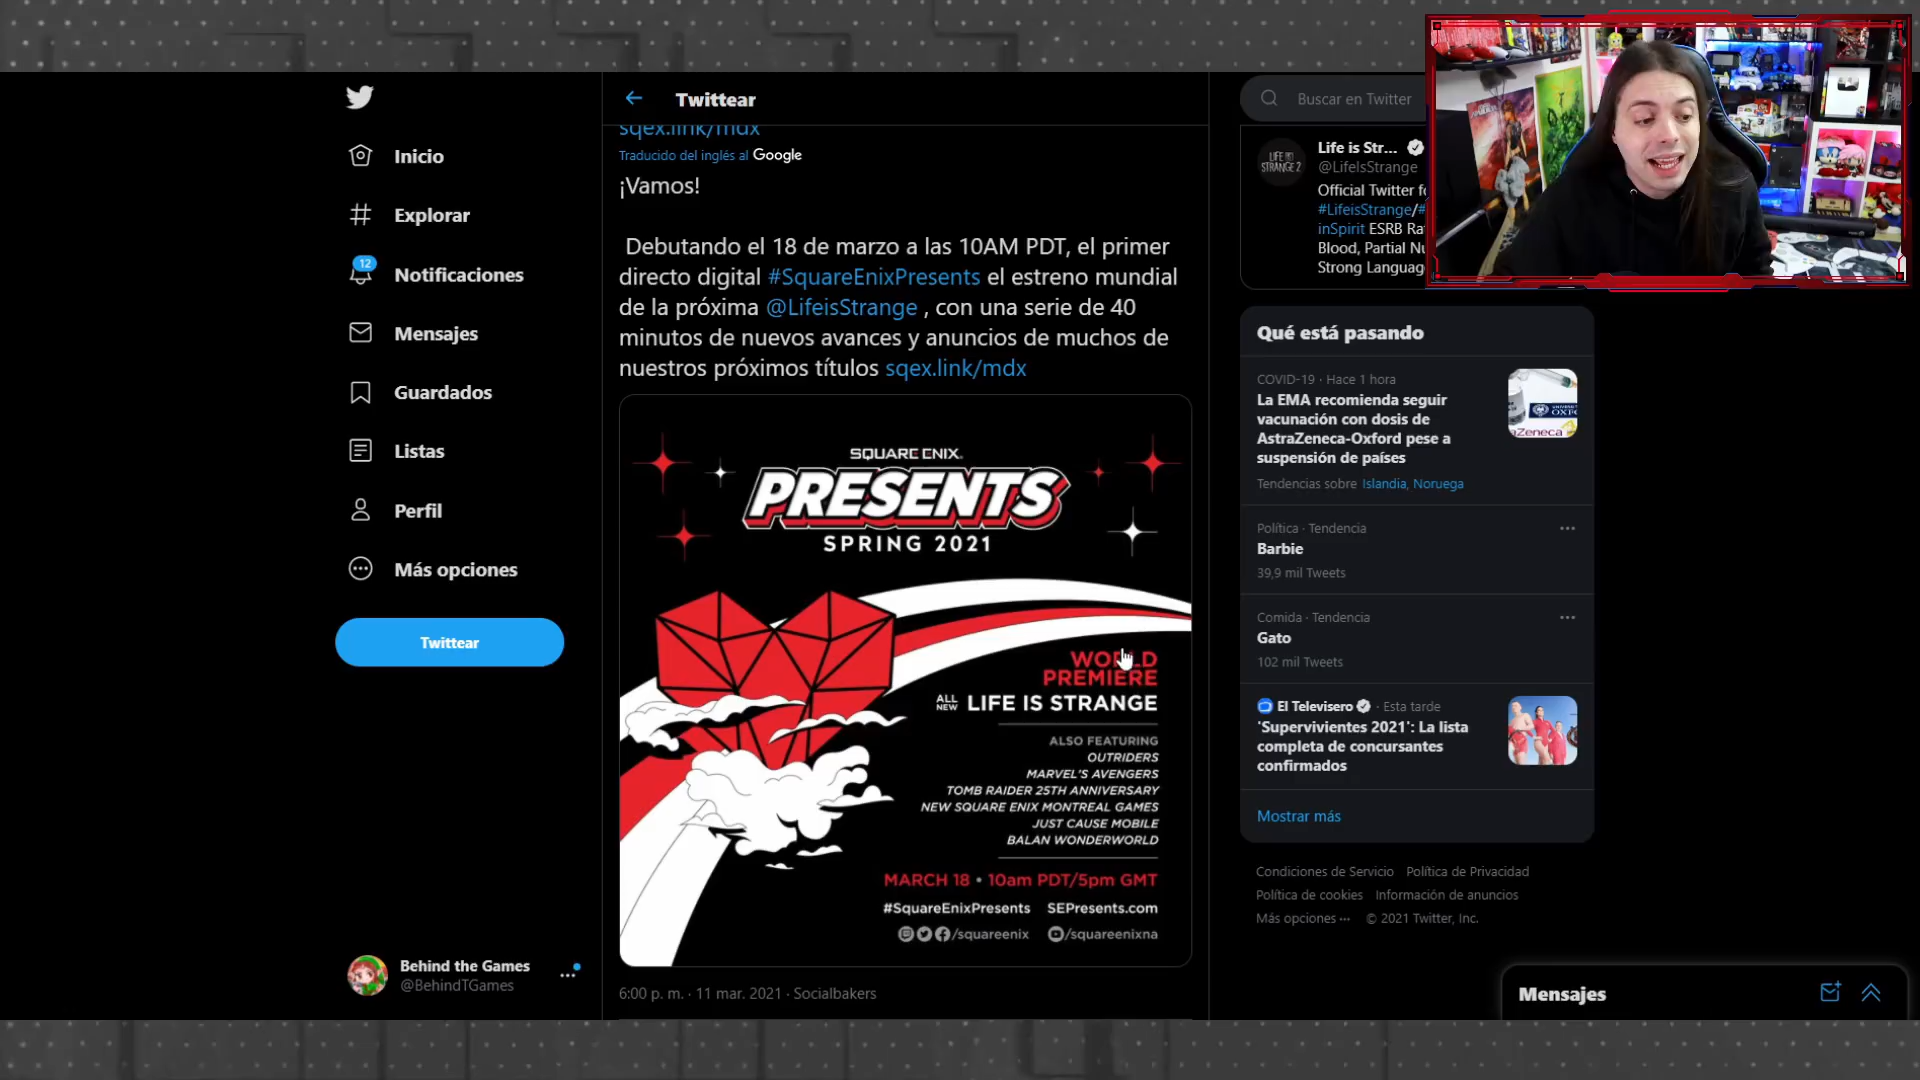 Inicio
Explorar
12
Notificaciones
Mensajes
Guardados
Listas
Perfil
Más opciones
Twittear
Behind the Games
@BehindTGames
Twittear
sqex.link/mdx
Traducido del inglés al Google
¡Vamos!
Debutando el 18 de marzo a las 10AM PDT, el primer
directo digital #SquareEnixPresents el estreno mundial
de la próxima @LifeisStrange , con una serie de 40
minutos de nuevos avances y anuncios de muchos de
nuestros próximos títulos sqex.link/mdx
SQUARE ENIX.
PRESENTS
SPRING 2021
WORLD
PREMIERE
ALL NEW LIFE IS STRANGE
ALSO FEATURING
OUTRIDERS
MARVEL'S AVENGERS
TOMB RAIDER 25TH ANNIVERSARY
NEW SQUARE ENIX MONTREAL GAMES
JUST CAUSE MOBILE
BALAN WONDERWORLD
MARCH 18 • 10am PDT/5pm GMT
#SquareEnixPresents SEPresents.com
/squareenix /squareenixna
6:00 p. m. · 11 mar. 2021 · Socialbakers
Buscar en Twitter
LIFE IS STRANGE 2
Life is Str...
@LifeIsStrange
Official Twitter fo
#LifeisStrange/#
inSpirit ESRB Ra
Blood, Partial Nu
Strong Language
Qué está pasando
COVID-19 · Hace 1 hora
La EMA recomienda seguir
vacunación con dosis de
AstraZeneca-Oxford pese a
suspensión de países
Tendencias sobre Islandia, Noruega
aZeneca
Política · Tendencia
Barbie
39,9 mil Tweets
Comida · Tendencia
Gato
102 mil Tweets
El Televisero · Esta tarde
'Supervivientes 2021': La lista
completa de concursantes
confirmados
Mostrar más
Condiciones de Servicio Política de Privacidad
Política de cookies Información de anuncios
Más opciones ··· © 2021 Twitter, Inc.
Mensajes